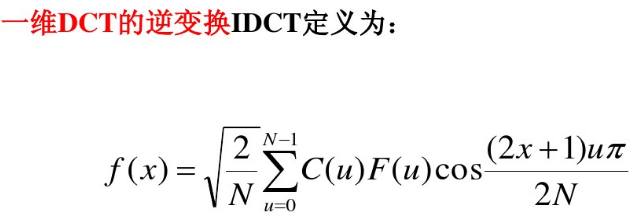 一维DCT的逆变换IDCT定义为：
f(x) = √(2/N) ∑_{u=0}^{N−1} C(u)F(u)cos((2x+1)uπ/2N)